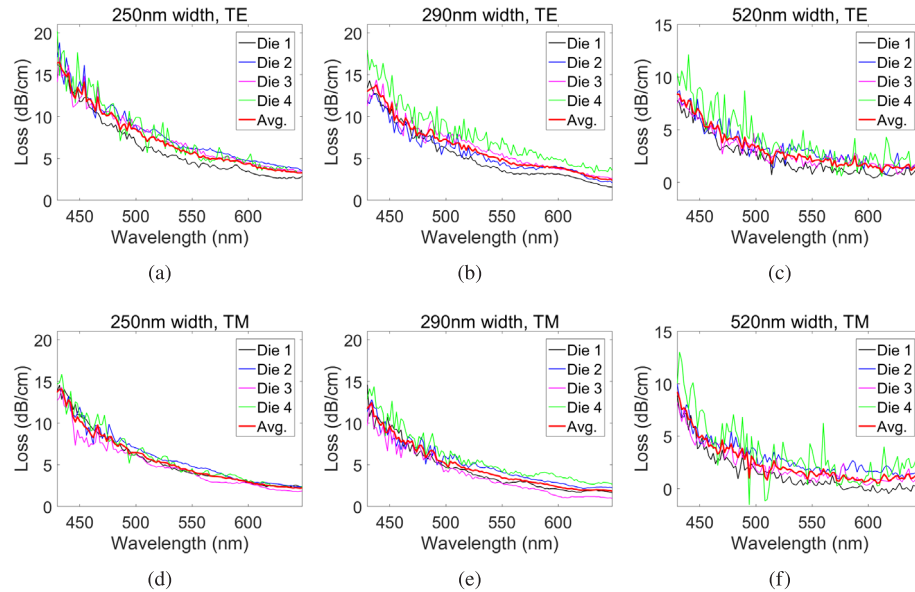 250nm width, TE
20
15
10
5
0
450 500 550 600
Loss (dB/cm)
Wavelength (nm)
Die 1
Die 2
Die 3
Die 4
Avg.
(a)
290nm width, TE
20
15
10
5
0
450 500 550 600
Loss (dB/cm)
Wavelength (nm)
Die 1
Die 2
Die 3
Die 4
Avg.
(b)
520nm width, TE
15
10
5
0
450 500 550 600
Loss (dB/cm)
Wavelength (nm)
Die 1
Die 2
Die 3
Die 4
Avg.
(c)
250nm width, TM
20
15
10
5
0
450 500 550 600
Loss (dB/cm)
Wavelength (nm)
Die 1
Die 2
Die 3
Die 4
Avg.
(d)
290nm width, TM
20
15
10
5
0
450 500 550 600
Loss (dB/cm)
Wavelength (nm)
Die 1
Die 2
Die 3
Die 4
Avg.
(e)
520nm width, TM
15
10
5
0
450 500 550 600
Loss (dB/cm)
Wavelength (nm)
Die 1
Die 2
Die 3
Die 4
Avg.
(f)